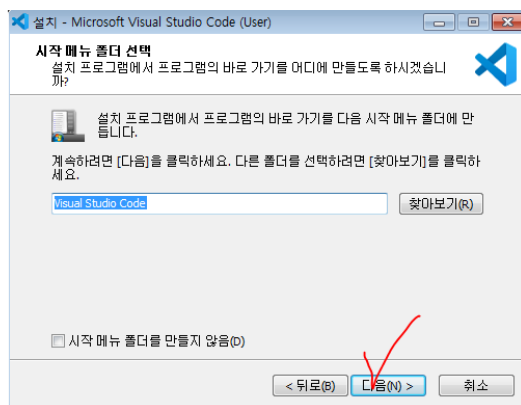 설치 - Microsoft Visual Studio Code (User)
시작 메뉴 폴더 선택
설치 프로그램에서 프로그램의 바로 가기를 어디에 만들도록 하시겠습니
까?
설치 프로그램에서 프로그램의 바로 가기를 다음 시작 메뉴 폴더에 만
듭니다.
계속하려면 [다음]을 클릭하세요. 다른 폴더를 선택하려면 [찾아보기]를 클릭하
세요.
Visual Studio Code
찾아보기(R)
시작 메뉴 폴더를 만들지 않음(D)
< 뒤로(B) 다음(N) > 취소